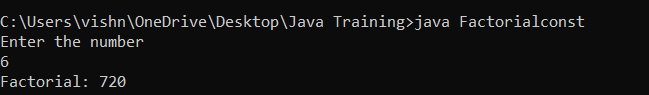 C:\Users\vishn\OneDrive\Desktop\Java Training>java Factorialconst
Enter the number
6
Factorial: 720